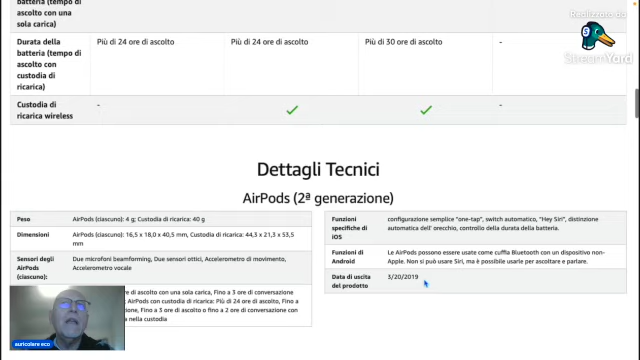 batteria (tempo di
ascolto con una
sola carica)
Durata della
batteria (tempo di
ascolto con
custodia di
ricarica)
Più di 24 ore di ascolto
Più di 24 ore di ascolto
Più di 30 ore di ascolto
-
Custodia di
ricarica wireless
-
-
Realizzato da
StreamYard
Dettagli Tecnici
AirPods (2ª generazione)
Peso
AirPods (ciascuno): 4 g; Custodia di ricarica: 40 g
Dimensioni
AirPods (ciascuno): 16,5 x 18,0 x 40,5 mm, Custodia di ricarica: 44,3 x 21,3 x 53,5
mm
Sensori degli
AirPods
(ciascuno):
Due microfoni beamforming, Due sensori ottici, Accelerometro di movimento,
Accelerometro vocale
di ascolto con una sola carica, Fino a 3 ore di conversazione
AirPods con custodia di ricarica: Più di 24 ore di ascolto, Fino a
Fino a 3 ore di ascolto o fino a 2 ore di conversazione con
nella custodia
Funzioni
specifiche di
iOS
configurazione semplice "one-tap", switch automatico, "Hey Siri", distinzione
automatica dell' orecchio, controllo della durata della batteria.
Funzioni di
Android
Le AirPods possono essere usate come cuffia Bluetooth con un dispositivo non-
Apple. Non si può usare Siri, ma è possibile usarle per ascoltare e parlare.
Data di uscita
del prodotto
3/20/2019
auricolare eco